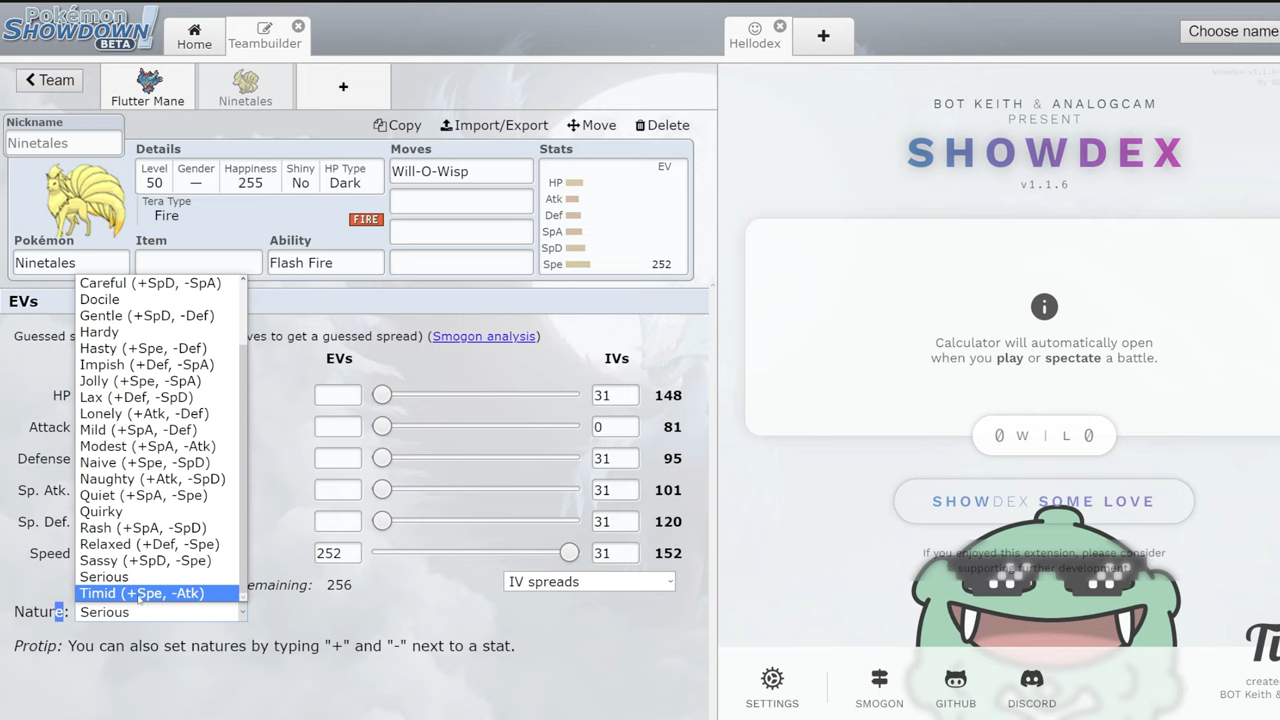 Pokémon
SHOWDOWN!
BETA
Home
Teambuilder
Hellodex
+
Choose name
Team
Flutter Mane
Ninetales
+
Copy
Import/Export
Move
Delete
Nickname
Ninetales
Details
Level
50
Gender
—
Happiness
255
Shiny
No
HP Type
Dark
Tera Type
Fire
FIRE
Pokémon
Ninetales
Item
Ability
Flash Fire
Moves
Will-O-Wisp
Stats
EV
HP
Atk
Def
SpA
SpD
Spe 252
EVs
Guessed s
ves to get a guessed spread) (Smogon analysis)
EVs IVs
HP 31 148
Attack 0 81
Defense 31 95
Sp. Atk. 31 101
Sp. Def. 31 120
Speed 252 31 152
emaining: 256
IV spreads
Careful (+SpD, -SpA)
Docile
Gentle (+SpD, -Def)
Hardy
Hasty (+Spe, -Def)
Impish (+Def, -SpA)
Jolly (+Spe, -SpA)
Lax (+Def, -SpD)
Lonely (+Atk, -Def)
Mild (+SpA, -Def)
Modest (+SpA, -Atk)
Naive (+Spe, -SpD)
Naughty (+Atk, -SpD)
Quiet (+SpA, -Spe)
Quirky
Rash (+SpA, -SpD)
Relaxed (+Def, -Spe)
Sassy (+SpD, -Spe)
Serious
Timid (+Spe, -Atk)
Nature: Serious
Protip: You can also set natures by typing "+" and "-" next to a stat.
BOT KEITH & ANALOGCAM
PRESENT
SHOWDEX
v1.1.6
Calculator will automatically open
when you play or spectate a battle.
0 W | L 0
SHOWDEX SOME LOVE
If you enjoyed this extension, please consider
supporting further development.
SETTINGS
SMOGON
GITHUB
DISCORD
create
BOT Keith &